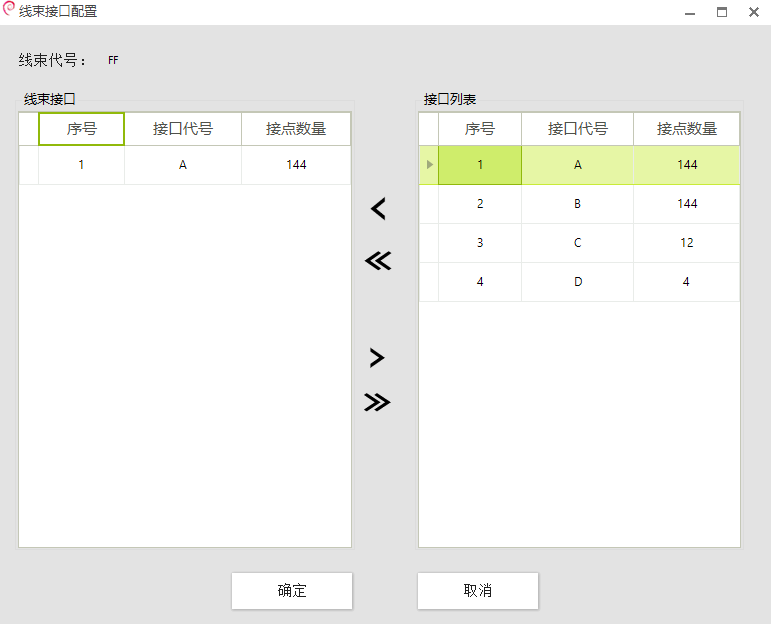 线束接口配置
线束代号： FF
线束接口
序号 接口代号 接点数量
1 A 144
接口列表
序号 接口代号 接点数量
1 A 144
2 B 144
3 C 12
4 D 4
确定 取消